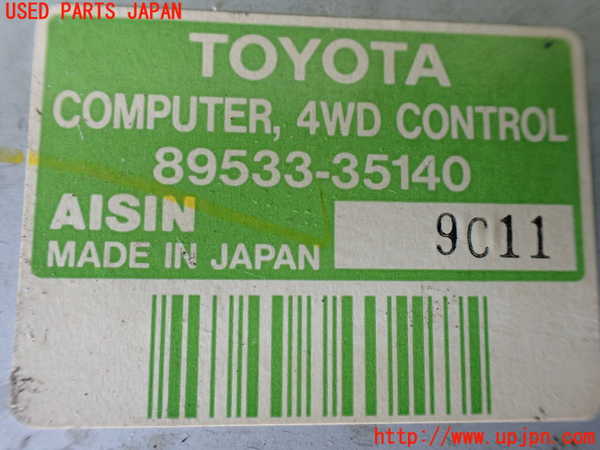 USED PARTS JAPAN
TOYOTA
COMPUTER, 4WD CONTROL
89533-35140
AISIN
MADE IN JAPAN
9C11
http://www.upjpn.com/